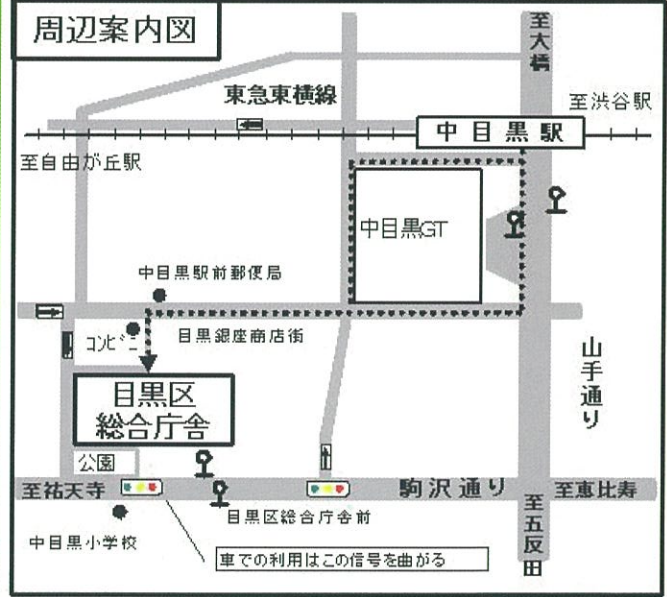 周辺案内図
至大橋
東急東横線
至渋谷駅
中目黒駅
至自由が丘駅
中目黒GT
中目黒駅前郵便局
目黒銀座商店街
コンビニ
山手通り
目黒区
総合庁舎
公園
至祐天寺
駒沢通り
至恵比寿
目黒区総合庁舎前
至五反田
中目黒小学校
車での利用はこの信号を曲がる